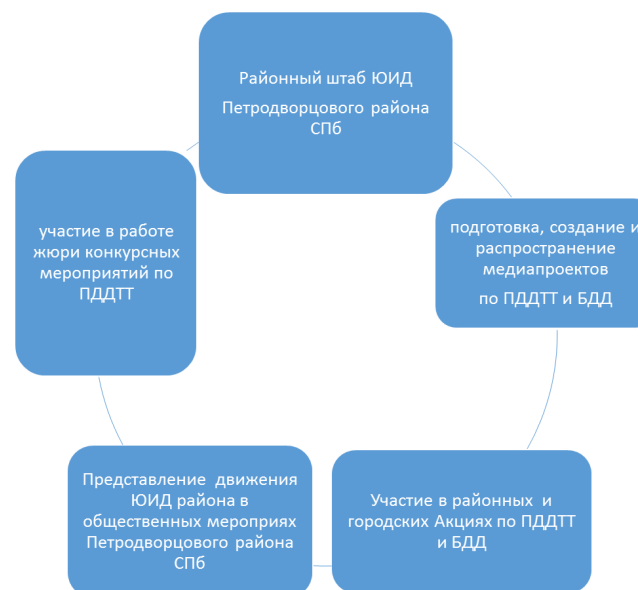 Районный штаб ЮИД
Петродворцового района
СПб
подготовка, создание и
распространение
медиапроектов
по ПДДТТ и БДД
Участие в районных и
городских Акциях по ПДДТТ
и БДД
Представление движения
ЮИД района в
общественных мероприях
Петродворцового района
СПб
участие в работе
жюри конкурсных
мероприятий по
ПДДТТ